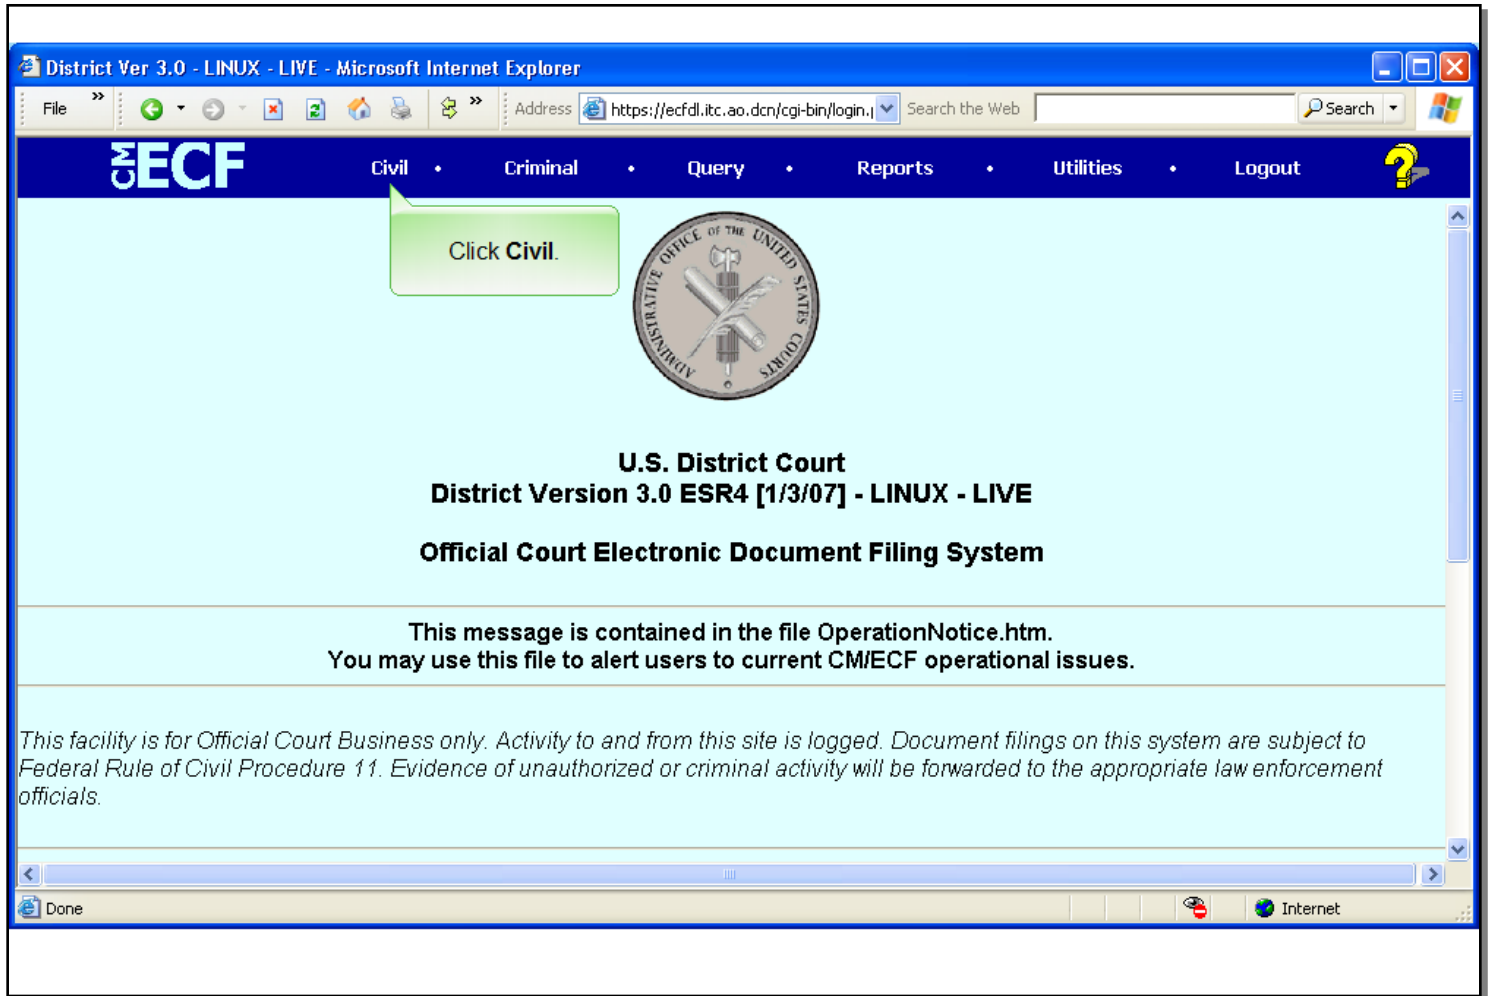 District Ver 3.0 - LINUX - LIVE - Microsoft Internet Explorer
File » » Address https://ecfdl.itc.ao.dcn/cgi-bin/login. Search the Web Search
CM ECF Civil • Criminal • Query • Reports • Utilities • Logout ?
Click Civil.
ADMINISTRATIVE OFFICE OF THE UNITED STATES COURTS
U.S. District Court
District Version 3.0 ESR4 [1/3/07] - LINUX - LIVE
Official Court Electronic Document Filing System
This message is contained in the file OperationNotice.htm.
You may use this file to alert users to current CM/ECF operational issues.
This facility is for Official Court Business only. Activity to and from this site is logged. Document filings on this system are subject to
Federal Rule of Civil Procedure 11. Evidence of unauthorized or criminal activity will be forwarded to the appropriate law enforcement
officials.
Done Internet